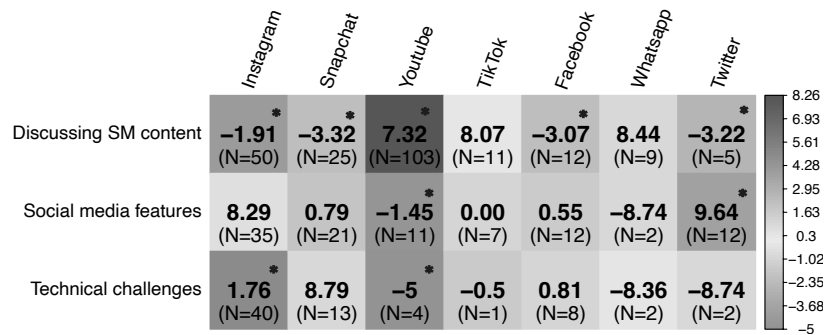 Instagram
Snapchat
Youtube
TikTok
Facebook
Whatsapp
Twitter
Discussing SM content
−1.91 * −3.32 * 7.32 * 8.07 −3.07 * 8.44 −3.22 *
(N=50) (N=25) (N=103) (N=11) (N=12) (N=9) (N=5)
Social media features
8.29 0.79 −1.45 * 0.00 0.55 −8.74 9.64 *
(N=35) (N=21) (N=11) (N=7) (N=12) (N=2) (N=12)
Technical challenges
1.76 * 8.79 −5 * −0.5 0.81 −8.36 −8.74
(N=40) (N=13) (N=4) (N=1) (N=8) (N=2) (N=2)
8.26
6.93
5.61
4.28
2.95
1.63
0.3
−1.02
−2.35
−3.68
−5